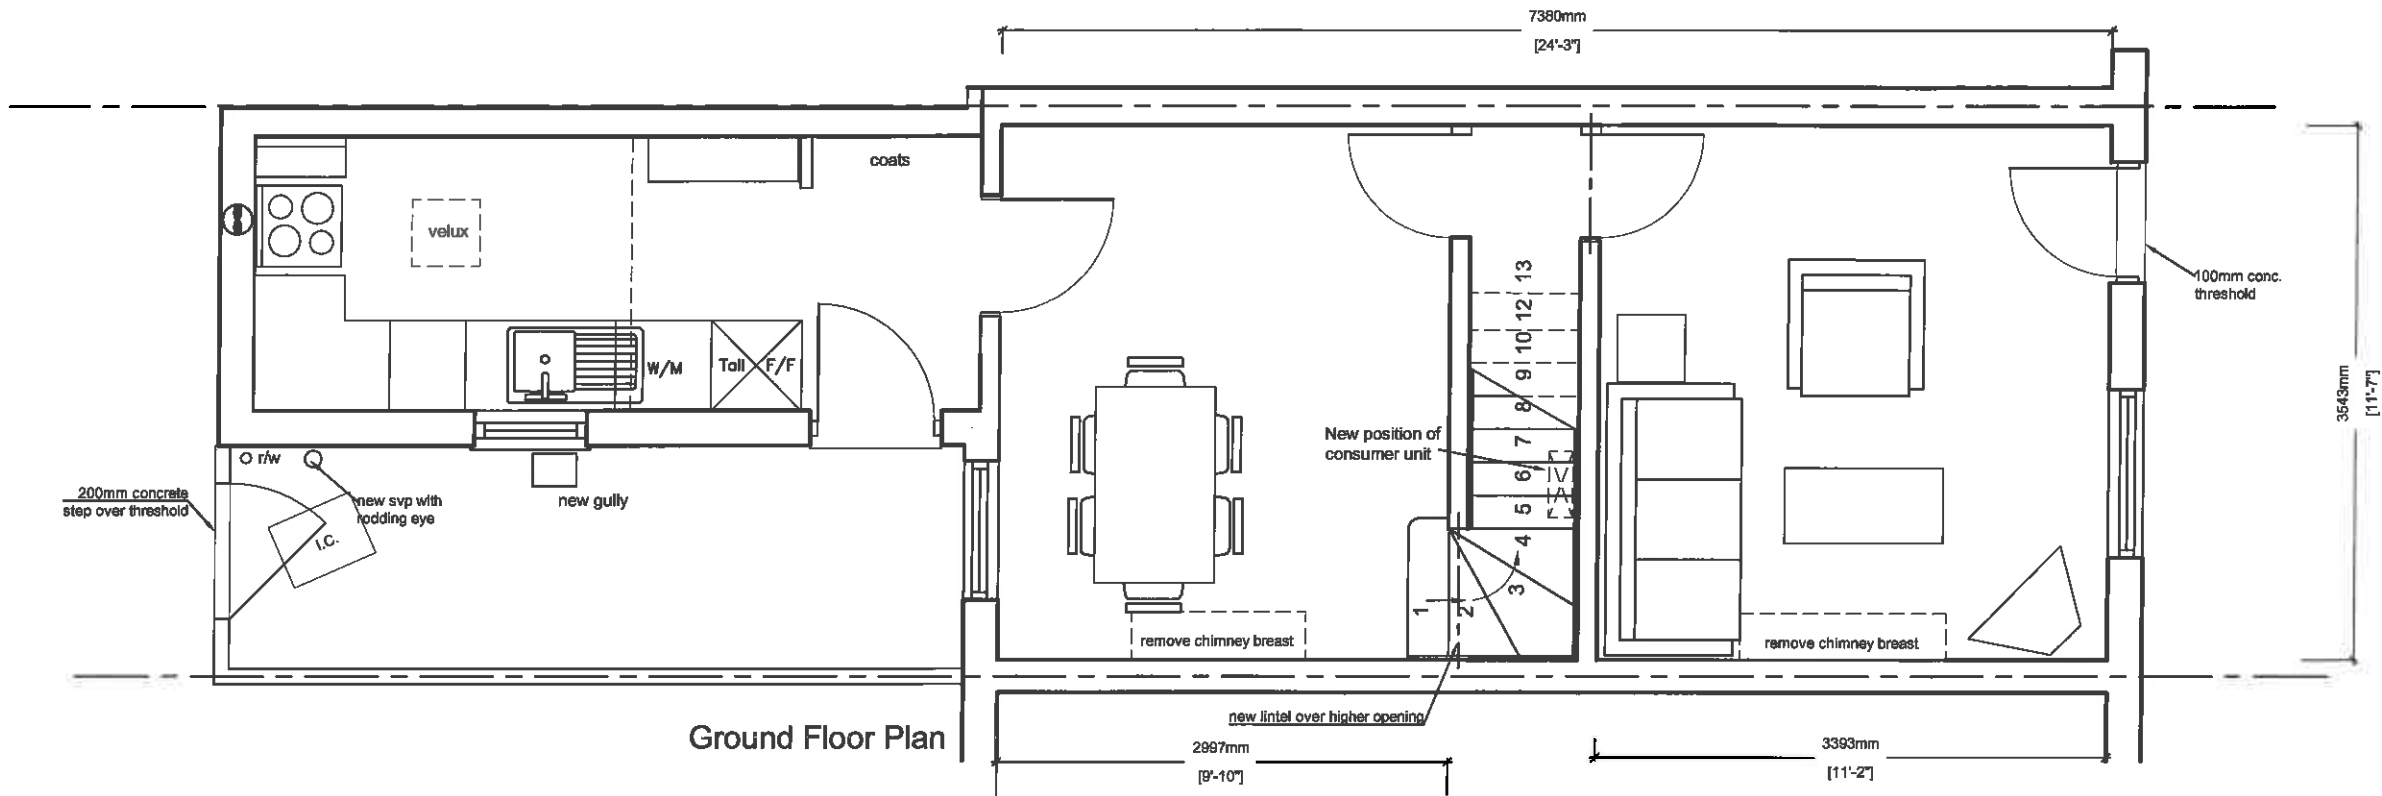 7380mm
[24'-3"]
coats
velux
W/M
Tall
F/F
r/w
200mm concrete
step over threshold
new svp with
rodding eye
I.C.
new gully
New position of
consumer unit
13
12
10
9
8
7
6
5
4
3
2
1
100mm conc.
threshold
3543mm
[11'-7"]
remove chimney breast
remove chimney breast
new lintel over higher opening
Ground Floor Plan
2997mm
[9'-10"]
3393mm
[11'-2"]